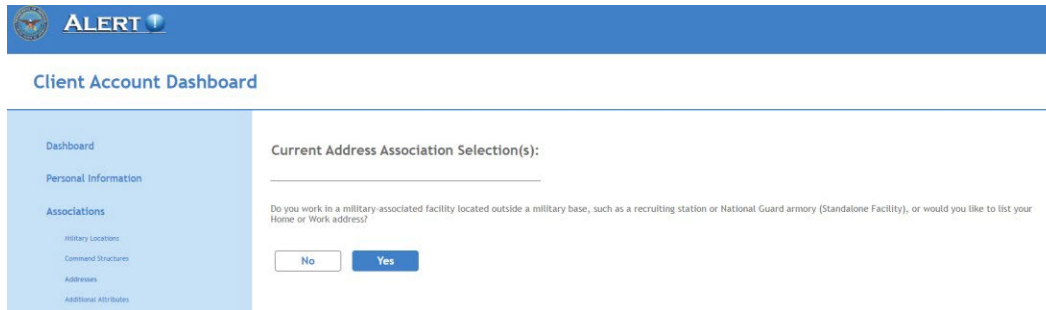 ALERT!
Client Account Dashboard
Dashboard
Personal Information
Associations
Military Locations
Command Structures
Addresses
Additional Attributes
Current Address Association Selection(s):
Do you work in a military-associated facility located outside a military base, such as a recruiting station or National Guard armory (Standalone Facility), or would you like to list your
Home or Work address?
No
Yes